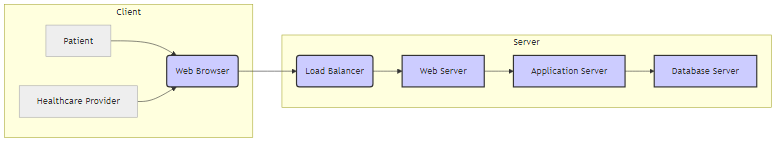 Client
Patient
Healthcare Provider
Web Browser
Server
Load Balancer
Web Server
Application Server
Database Server